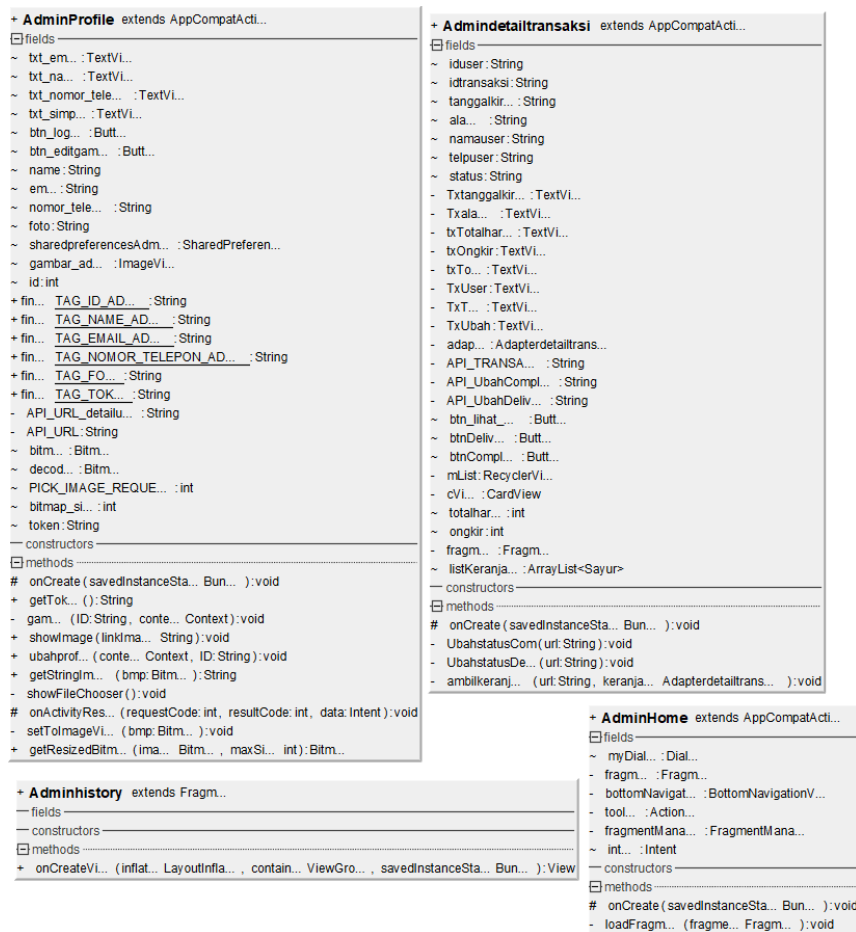 + AdminProfile extends AppCompatActi...
fields
~ txt_em... :TextVi...
~ txt_na... :TextVi...
~ txt_nomor_tele... :TextVi...
~ txt_simp... :TextVi...
~ btn_log... :Butt...
~ btn_editgam... :Butt...
~ name:String
~ em... :String
~ nomor_tele... :String
~ foto:String
~ sharedpreferencesAdm... :SharedPreferen...
~ gambar_ad... :ImageVi...
~ id:int
+ fin... TAG_ID_AD... :String
+ fin... TAG_NAME_AD... :String
+ fin... TAG_EMAIL_AD... :String
+ fin... TAG_NOMOR_TELEPON_AD... :String
+ fin... TAG_FO... :String
+ fin... TAG_TOK... :String
- API_URL_detailu... :String
- API_URL:String
~ bitm... :Bitm...
~ decod... :Bitm...
~ PICK_IMAGE_REQUE... :int
~ bitmap_si... :int
~ token:String
constructors
methods
# onCreate(savedInstanceSta... Bun... ):void
+ getTok... ():String
- gam... (ID:String, conte... Context):void
+ showImage(linkIma... String):void
+ ubahprof... (conte... Context, ID:String):void
+ getStringIm... (bmp:Bitm... ):String
- showFileChooser():void
# onActivityRes... (requestCode:int, resultCode:int, data:Intent):void
- setToImageVi... (bmp:Bitm... ):void
+ getResizedBitm... (ima... Bitm... , maxSi... int):Bitm...
+ Admindetailtransaksi extends AppCompatActi...
fields
~ iduser:String
~ idtransaksi:String
~ tanggalkir... :String
~ ala... :String
~ namauser:String
~ telpuser:String
~ status:String
- Txtanggalkir... :TextVi...
- Txala... :TextVi...
- txTotalhar... :TextVi...
- txOngkir:TextVi...
- txTo... :TextVi...
- TxUser:TextVi...
- TxT... :TextVi...
- TxUbah:TextVi...
- adap... :Adapterdetailtrans...
- API_TRANSA... :String
- API_UbahCompl... :String
- API_UbahDeliv... :String
~ btn_lihat_... :Butt...
~ btnDeliv... :Butt...
~ btnCompl... :Butt...
- mList:RecyclerVi...
- cVi... :CardView
~ totalhar... :int
~ ongkir:int
- fragm... :Fragm...
~ listKeranja... :ArrayList<Sayur>
constructors
methods
# onCreate(savedInstanceSta... Bun... ):void
- UbahstatusCom(url:String):void
- UbahstatusDe... (url:String):void
- ambilkeranj... (url:String, keranja... Adapterdetailtrans... ):void
+ Adminhistory extends Fragm...
fields
constructors
methods
+ onCreateVi... (inflat... LayoutInfla... , contain... ViewGro... , savedInstanceSta... Bun... ):View
+ AdminHome extends AppCompatActi...
fields
~ myDial... :Dial...
- fragm... :Fragm...
- bottomNavigat... :BottomNavigationV...
- tool... :Action...
- fragmentMana... :FragmentMana...
~ int... :Intent
constructors
methods
# onCreate(savedInstanceSta... Bun... ):void
- loadFragm... (fragme... Fragm... ):void